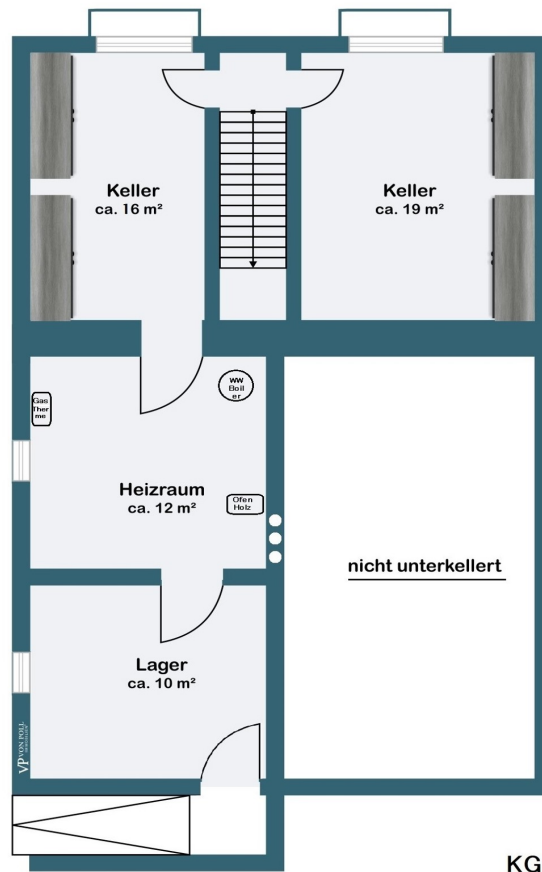 Keller
ca. 16 m²
Keller
ca. 19 m²
Gas
Ther
me
WW
Boil
er
Heizraum
ca. 12 m²
Ofen
Holz
nicht unterkellert
Lager
ca. 10 m²
VP VON POLL
IMMOBILIEN
KG